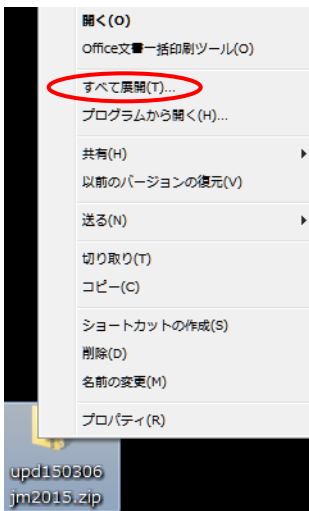 開く(O)
Office文書一括印刷ツール(O)
すべて展開(T)...
プログラムから開く(H)...
共有(H)
以前のバージョンの復元(V)
送る(N)
切り取り(T)
コピー(C)
ショートカットの作成(S)
削除(D)
名前の変更(M)
プロパティ(R)
upd150306
jm2015.zip